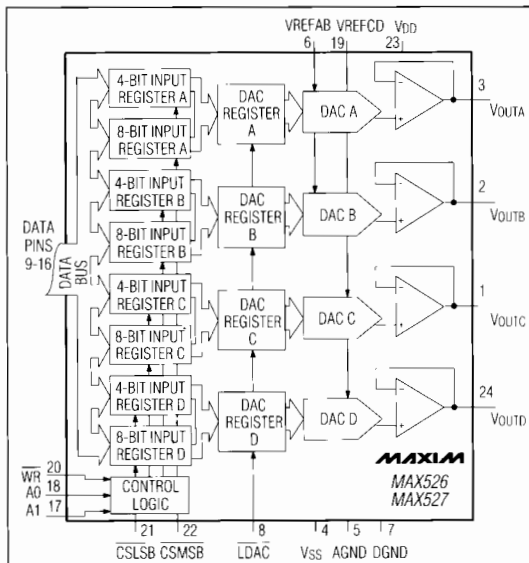 VREFAB VREFCD VDD
6 19 23
4-BIT INPUT
REGISTER A
8-BIT INPUT
REGISTER A
DAC
REGISTER
A
DAC A
-
+
3
VOUTA
4-BIT INPUT
REGISTER B
8-BIT INPUT
REGISTER B
DAC
REGISTER
B
DAC B
-
+
2
VOUTB
DATA
PINS
9-16
DATA
BUS
4-BIT INPUT
REGISTER C
8-BIT INPUT
REGISTER C
DAC
REGISTER
C
DAC C
-
+
1
VOUTC
4-BIT INPUT
REGISTER D
8-BIT INPUT
REGISTER D
DAC
REGISTER
D
DAC D
-
+
24
VOUTD
MAXIM
MAX526
MAX527
WR 20
A0 18
A1 17
CONTROL
LOGIC
21 22 8 4 5 7
CSLSB CSMSB LDAC VSS AGND DGND